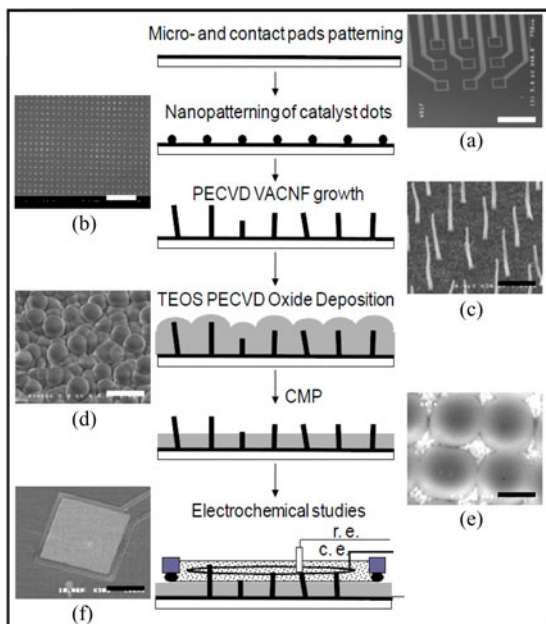 Micro- and contact pads patterning
(a)
Nanopatterning of catalyst dots
(b)
PECVD VACNF growth
(c)
TEOS PECVD Oxide Deposition
(d)
CMP
(e)
Electrochemical studies
r.e.
c.e.
(f)